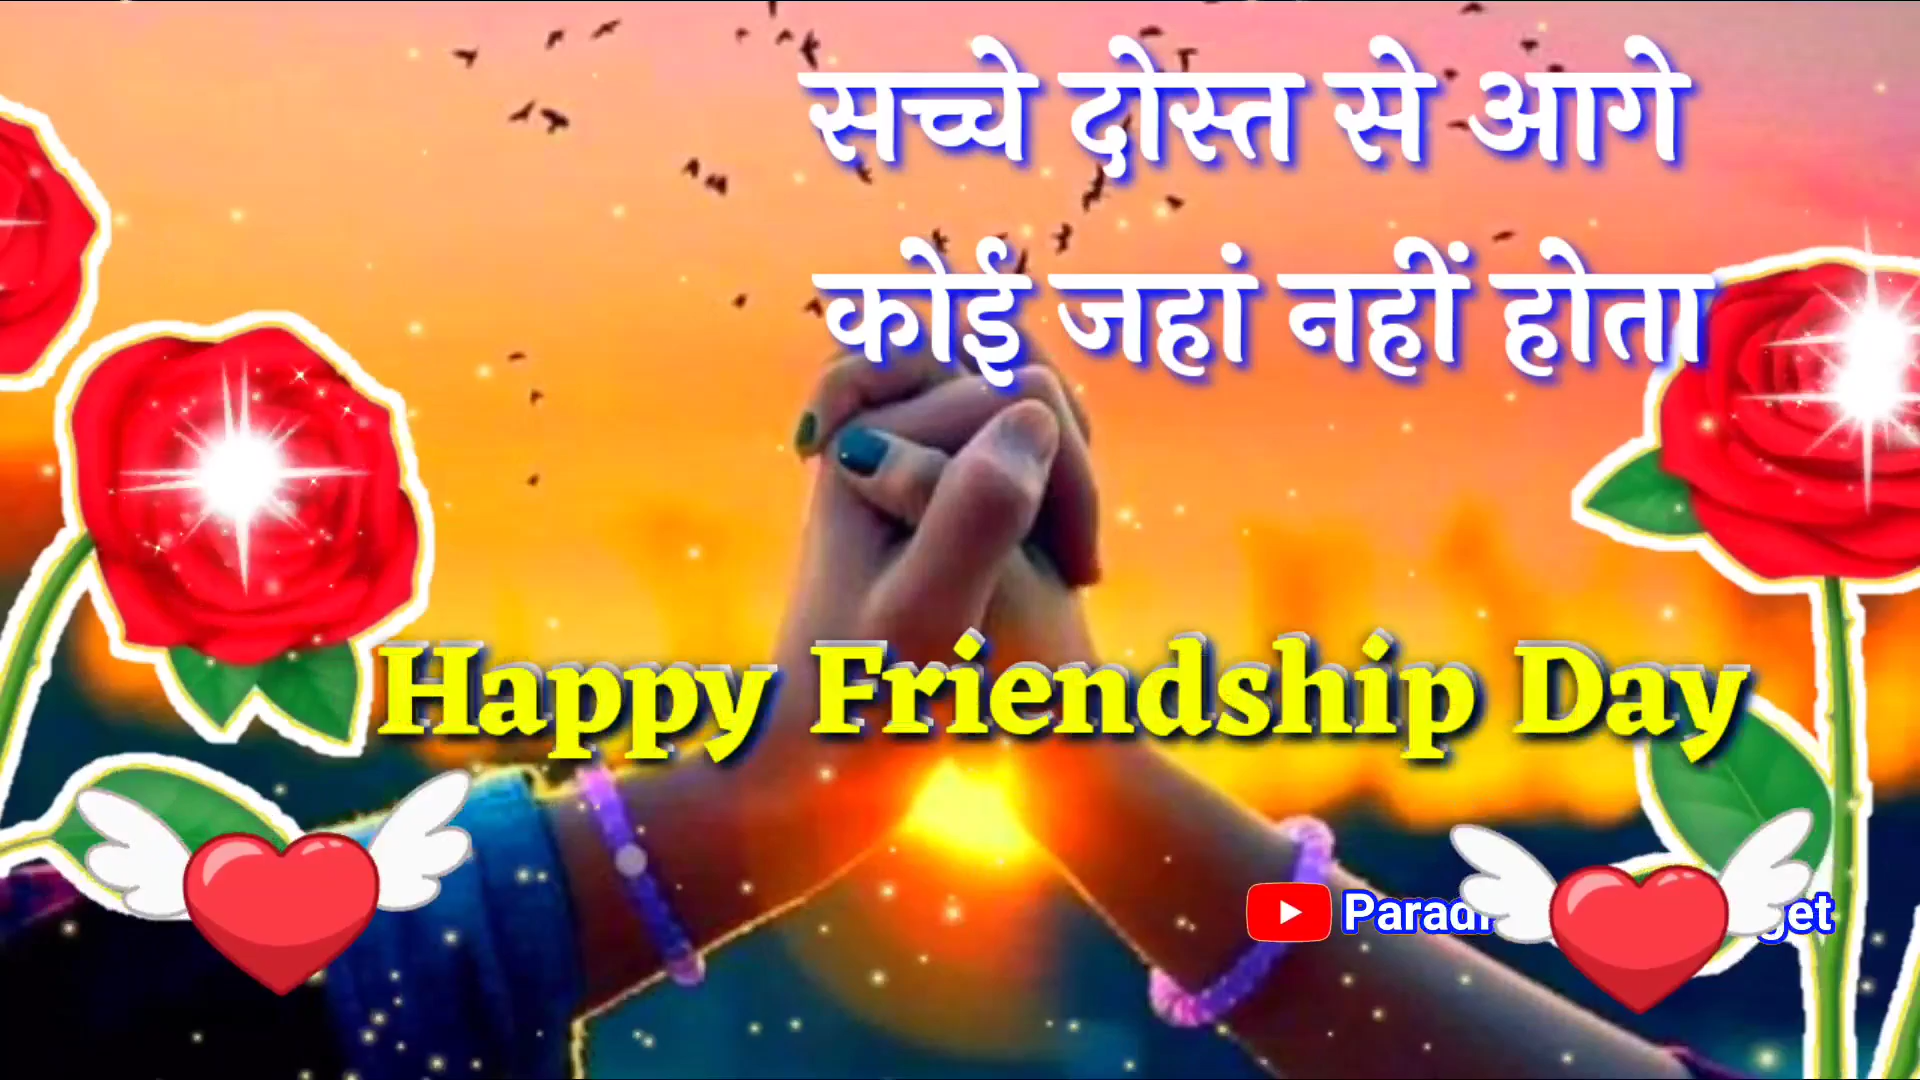 सच्चे दोस्त से आगे
कोई जहां नहीं होता
Happy Friendship Day